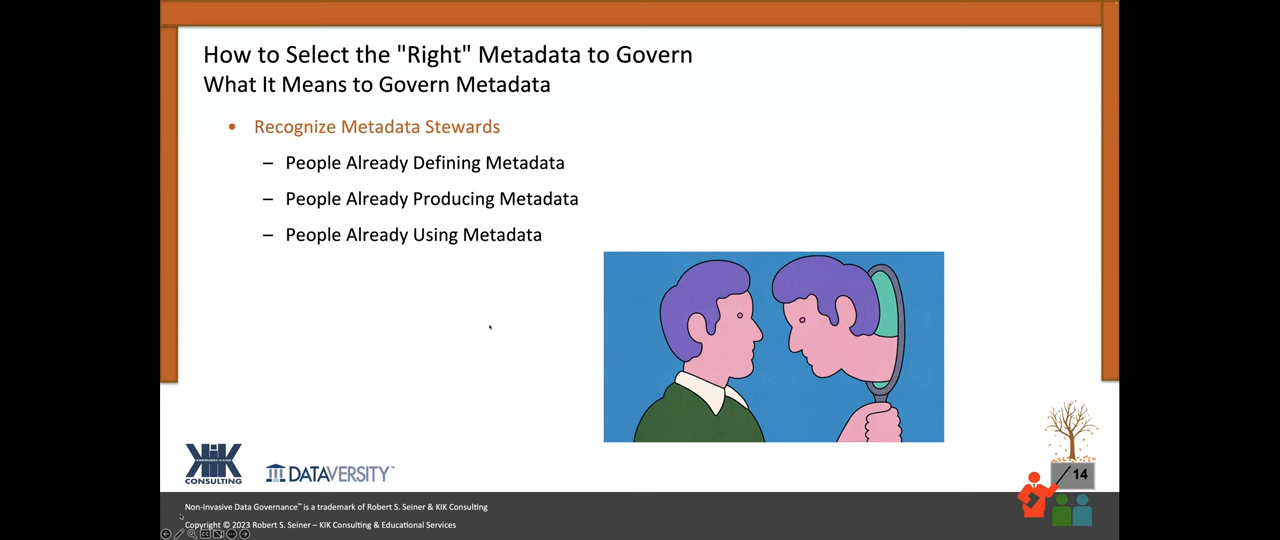 How to Select the "Right" Metadata to Govern
What It Means to Govern Metadata
• Recognize Metadata Stewards
– People Already Defining Metadata
– People Already Producing Metadata
– People Already Using Metadata
KIK
CONSULTING
DATAVERSITY™
14
Non-Invasive Data Governance™ is a trademark of Robert S. Seiner & KIK Consulting
Copyright © 2023 Robert S. Seiner – KIK Consulting & Educational Services